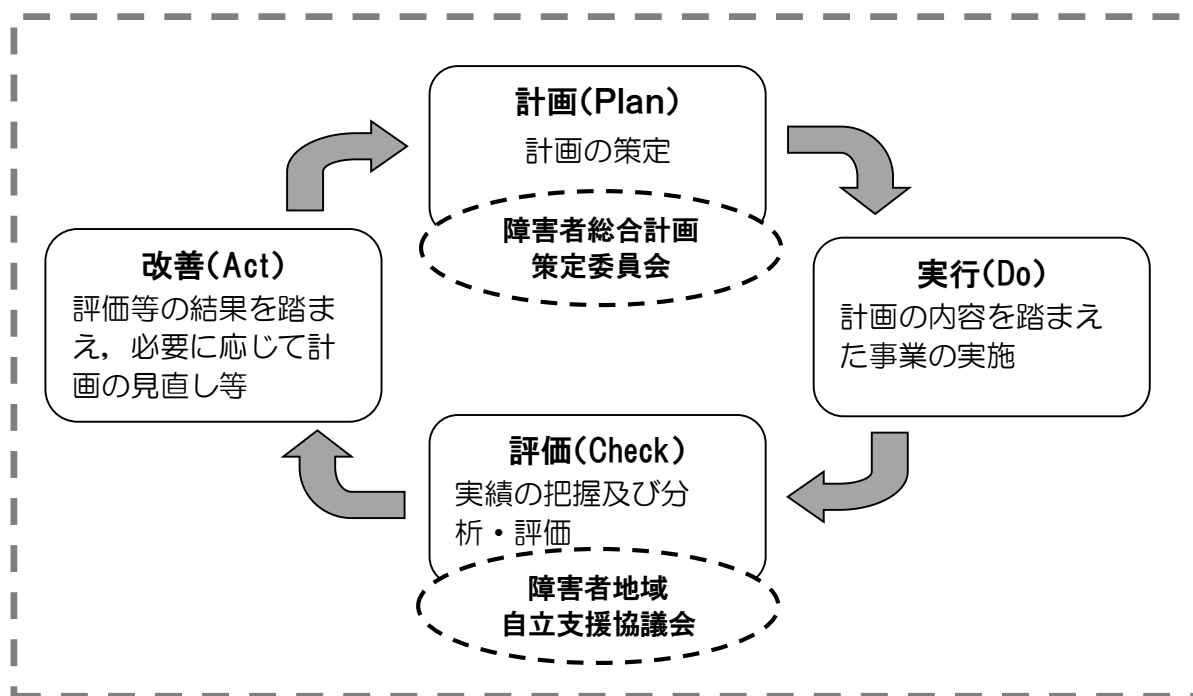 計画(Plan)
計画の策定
障害者総合計画
策定委員会
実行(Do)
計画の内容を踏まえ
た事業の実施
評価(Check)
実績の把握及び分
析・評価
障害者地域
自立支援協議会
改善(Act)
評価等の結果を踏ま
え，必要に応じて計
画の見直し等